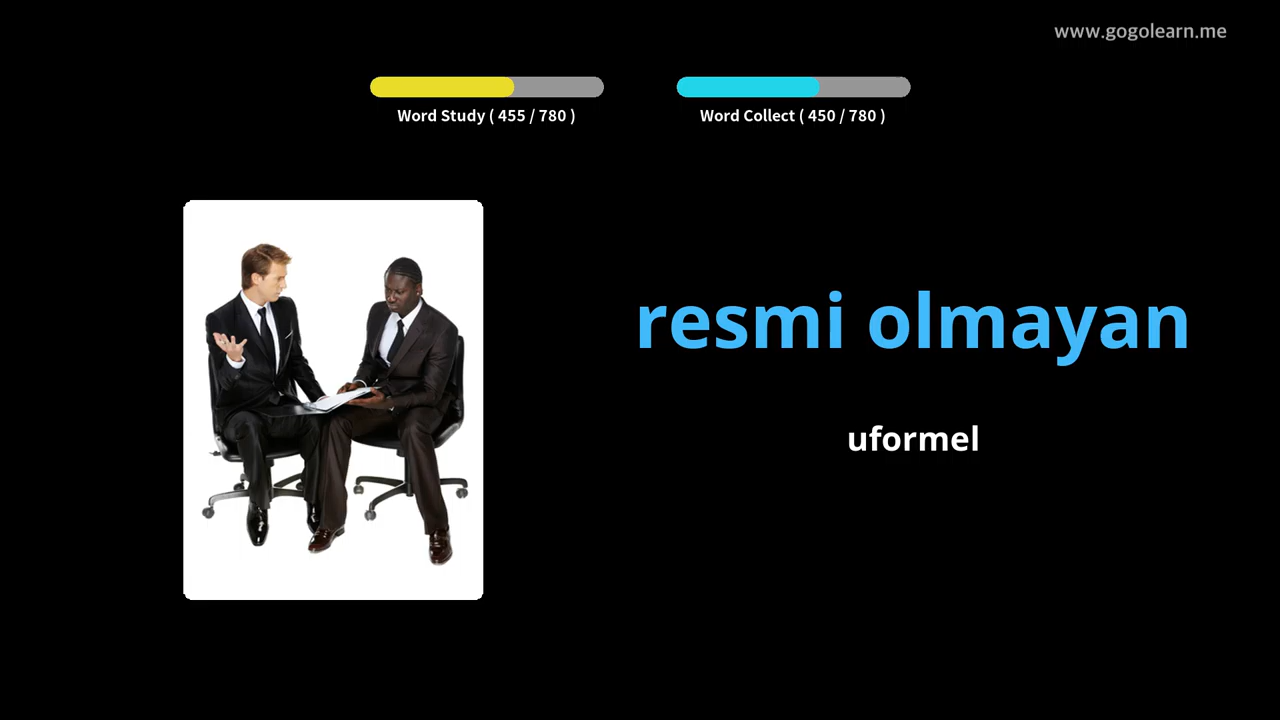 www.gogolearn.me
Word Study ( 455 / 780 )
Word Collect ( 450 / 780 )
resmi olmayan
uformel